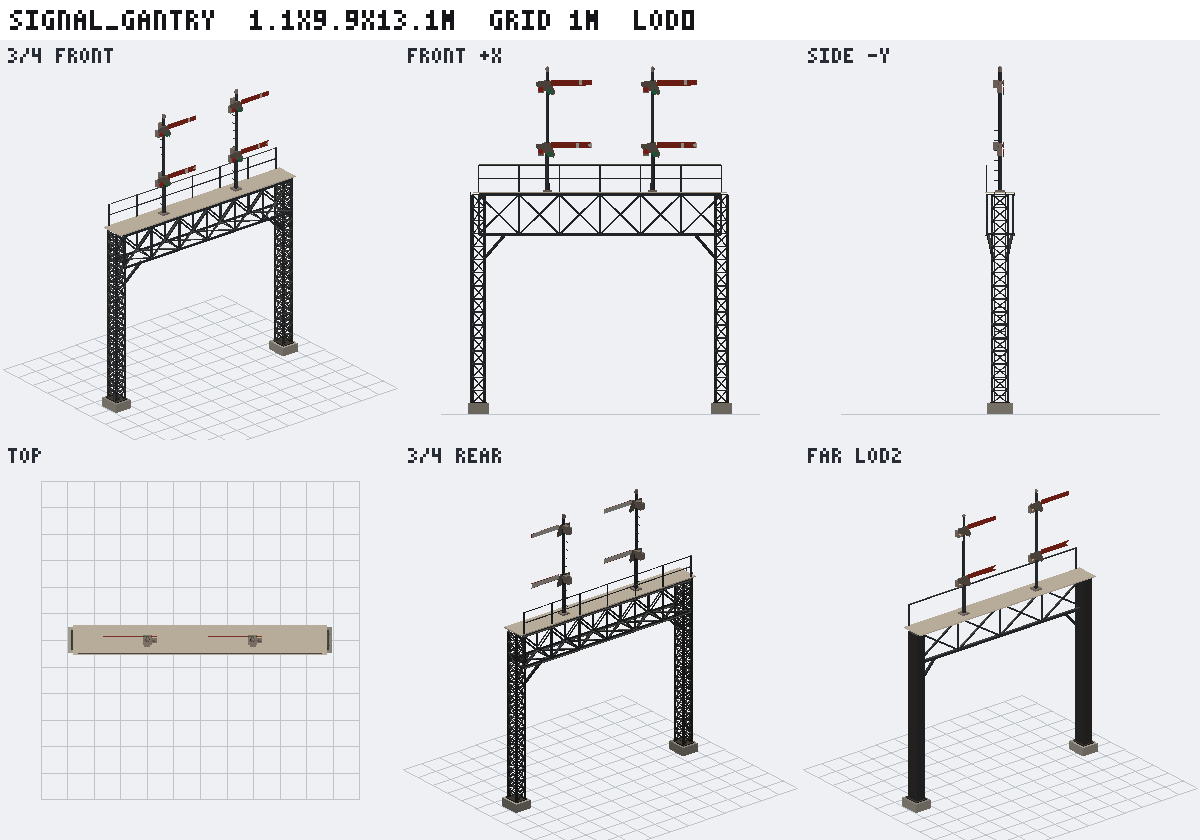 SIGNAL_GANTRY 1.1X9.9X13.1M GRID 1M LOD0
3/4 FRONT
FRONT +X
SIDE -Y
TOP
3/4 REAR
FAR LOD2